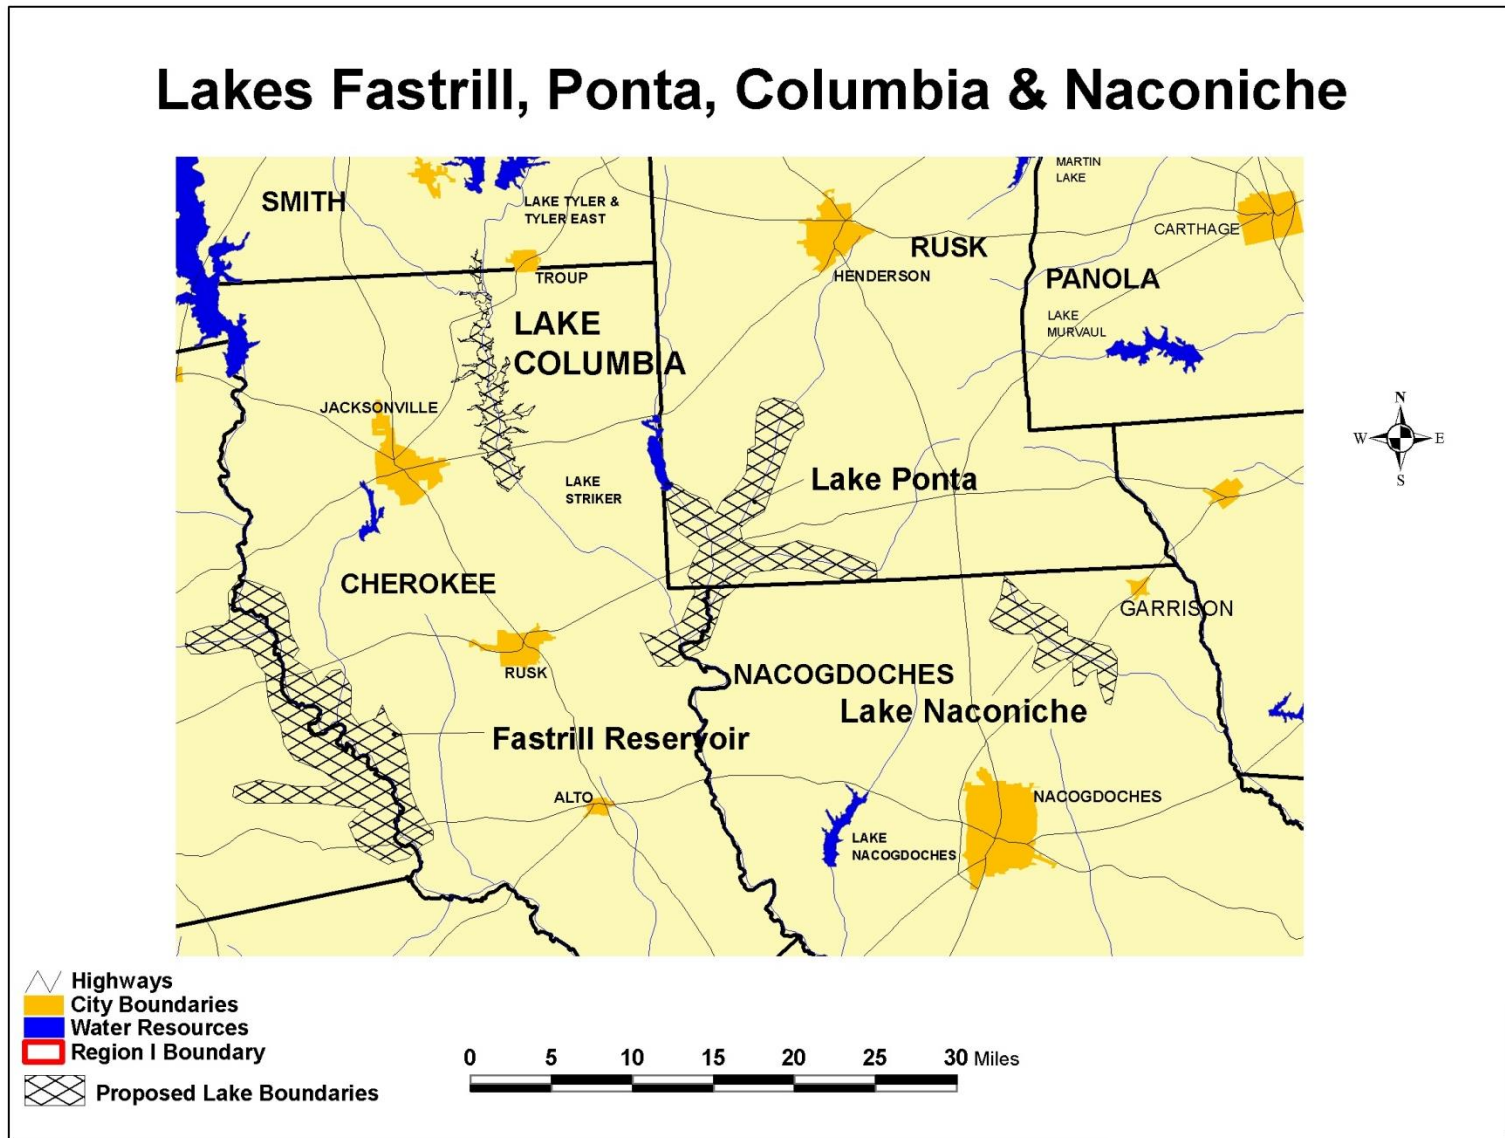 Lakes Fastrill, Ponta, Columbia & Naconiche
SMITH
LAKE TYLER &
TYLER EAST
MARTIN
LAKE
CARTHAGE
RUSK
HENDERSON
PANOLA
TROUP
LAKE
COLUMBIA
LAKE
MURVAUL
JACKSONVILLE
N
W
E
S
LAKE
STRIKER
Lake Ponta
CHEROKEE
GARRISON
RUSK
NACOGDOCHES
Lake Naconiche
Fastrill Reservoir
ALTO
NACOGDOCHES
LAKE
NACOGDOCHES
Highways
City Boundaries
Water Resources
Region I Boundary
Proposed Lake Boundaries
0 5 10 15 20 25 30 Miles